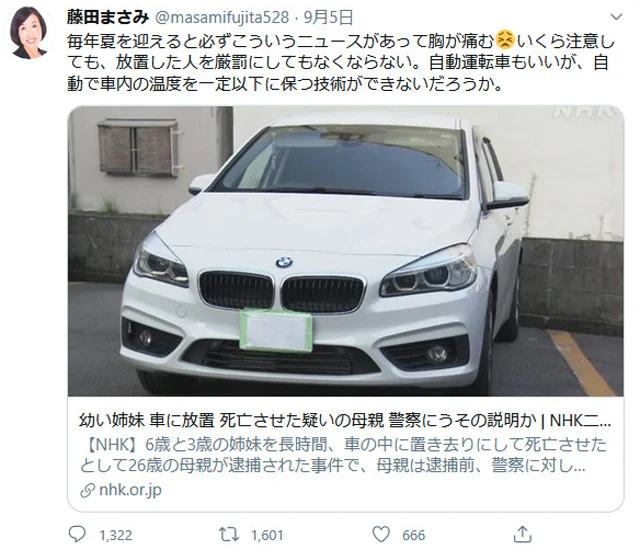 藤田まさみ @masamifujita528・9月5日
毎年夏を迎えると必ずこういうニュースがあって胸が痛む😣いくら注意し
ても、放置した人を厳罰にしてもなくならない。自動運転車もいいが、自
動で車内の温度を一定以下に保つ技術ができないだろうか。
NHK
幼い姉妹 車に放置 死亡させた疑いの母親 警察にうその説明か | NHKニ...
【NHK】6歳と3歳の姉妹を長時間、車の中に置き去りにして死亡させた
として26歳の母親が逮捕された事件で、母親は逮捕前、警察に対し...
nhk.or.jp
1,322 1,601 666